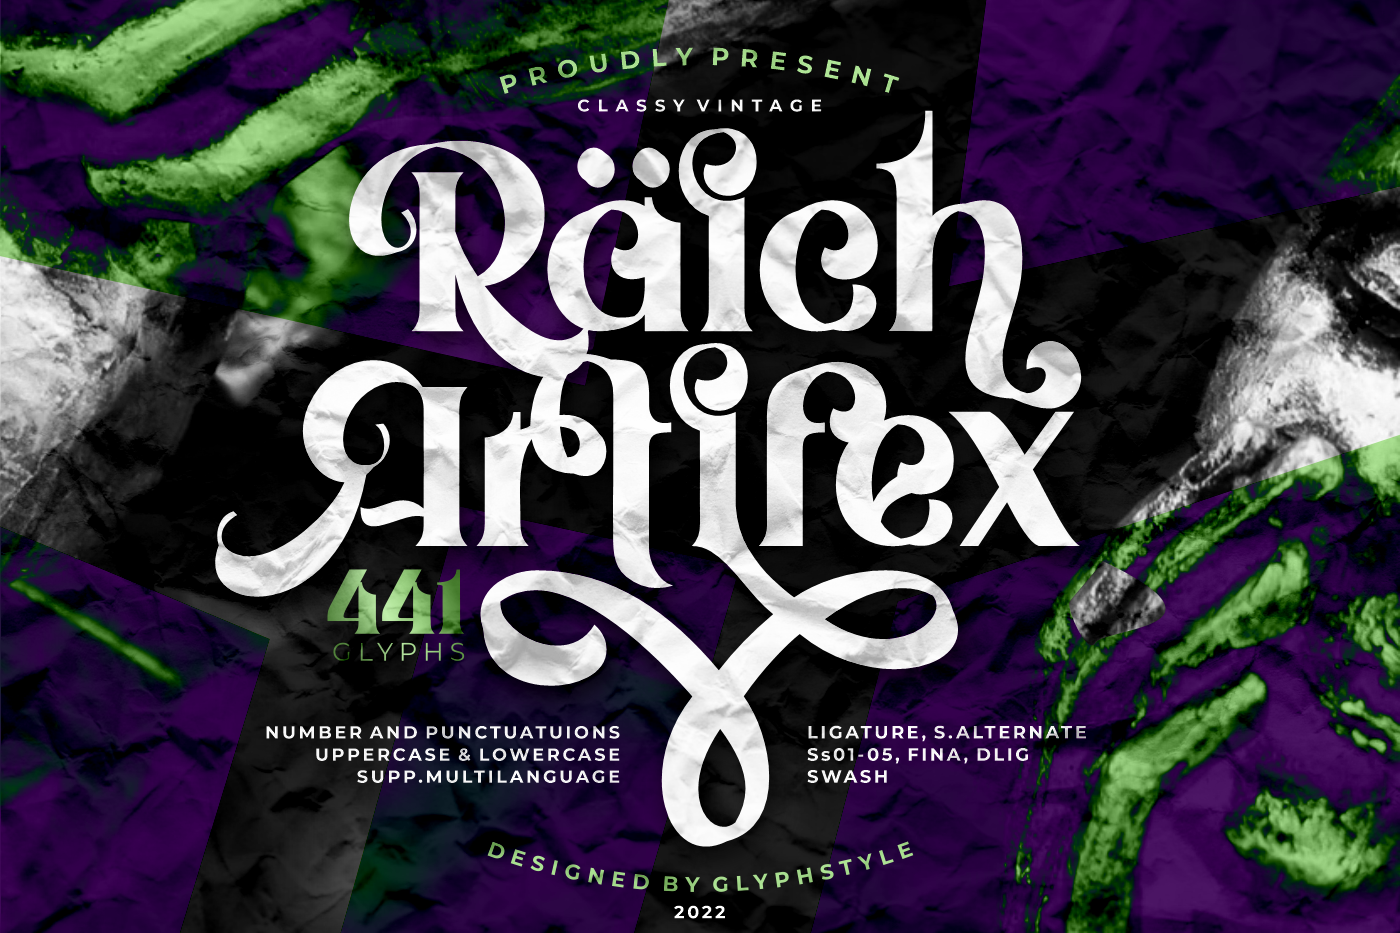 PROUDLY PRESENT
CLASSY VINTAGE
Räich
Artifex
441
GLYPHS
NUMBER AND PUNCTUATUIONS
UPPERCASE & LOWERCASE
SUPP.MULTILANGUAGE
LIGATURE, S.ALTERNATE
Ss01-05, FINA, DLIG
SWASH
DESIGNED BY GLYPHSTYLE
2022